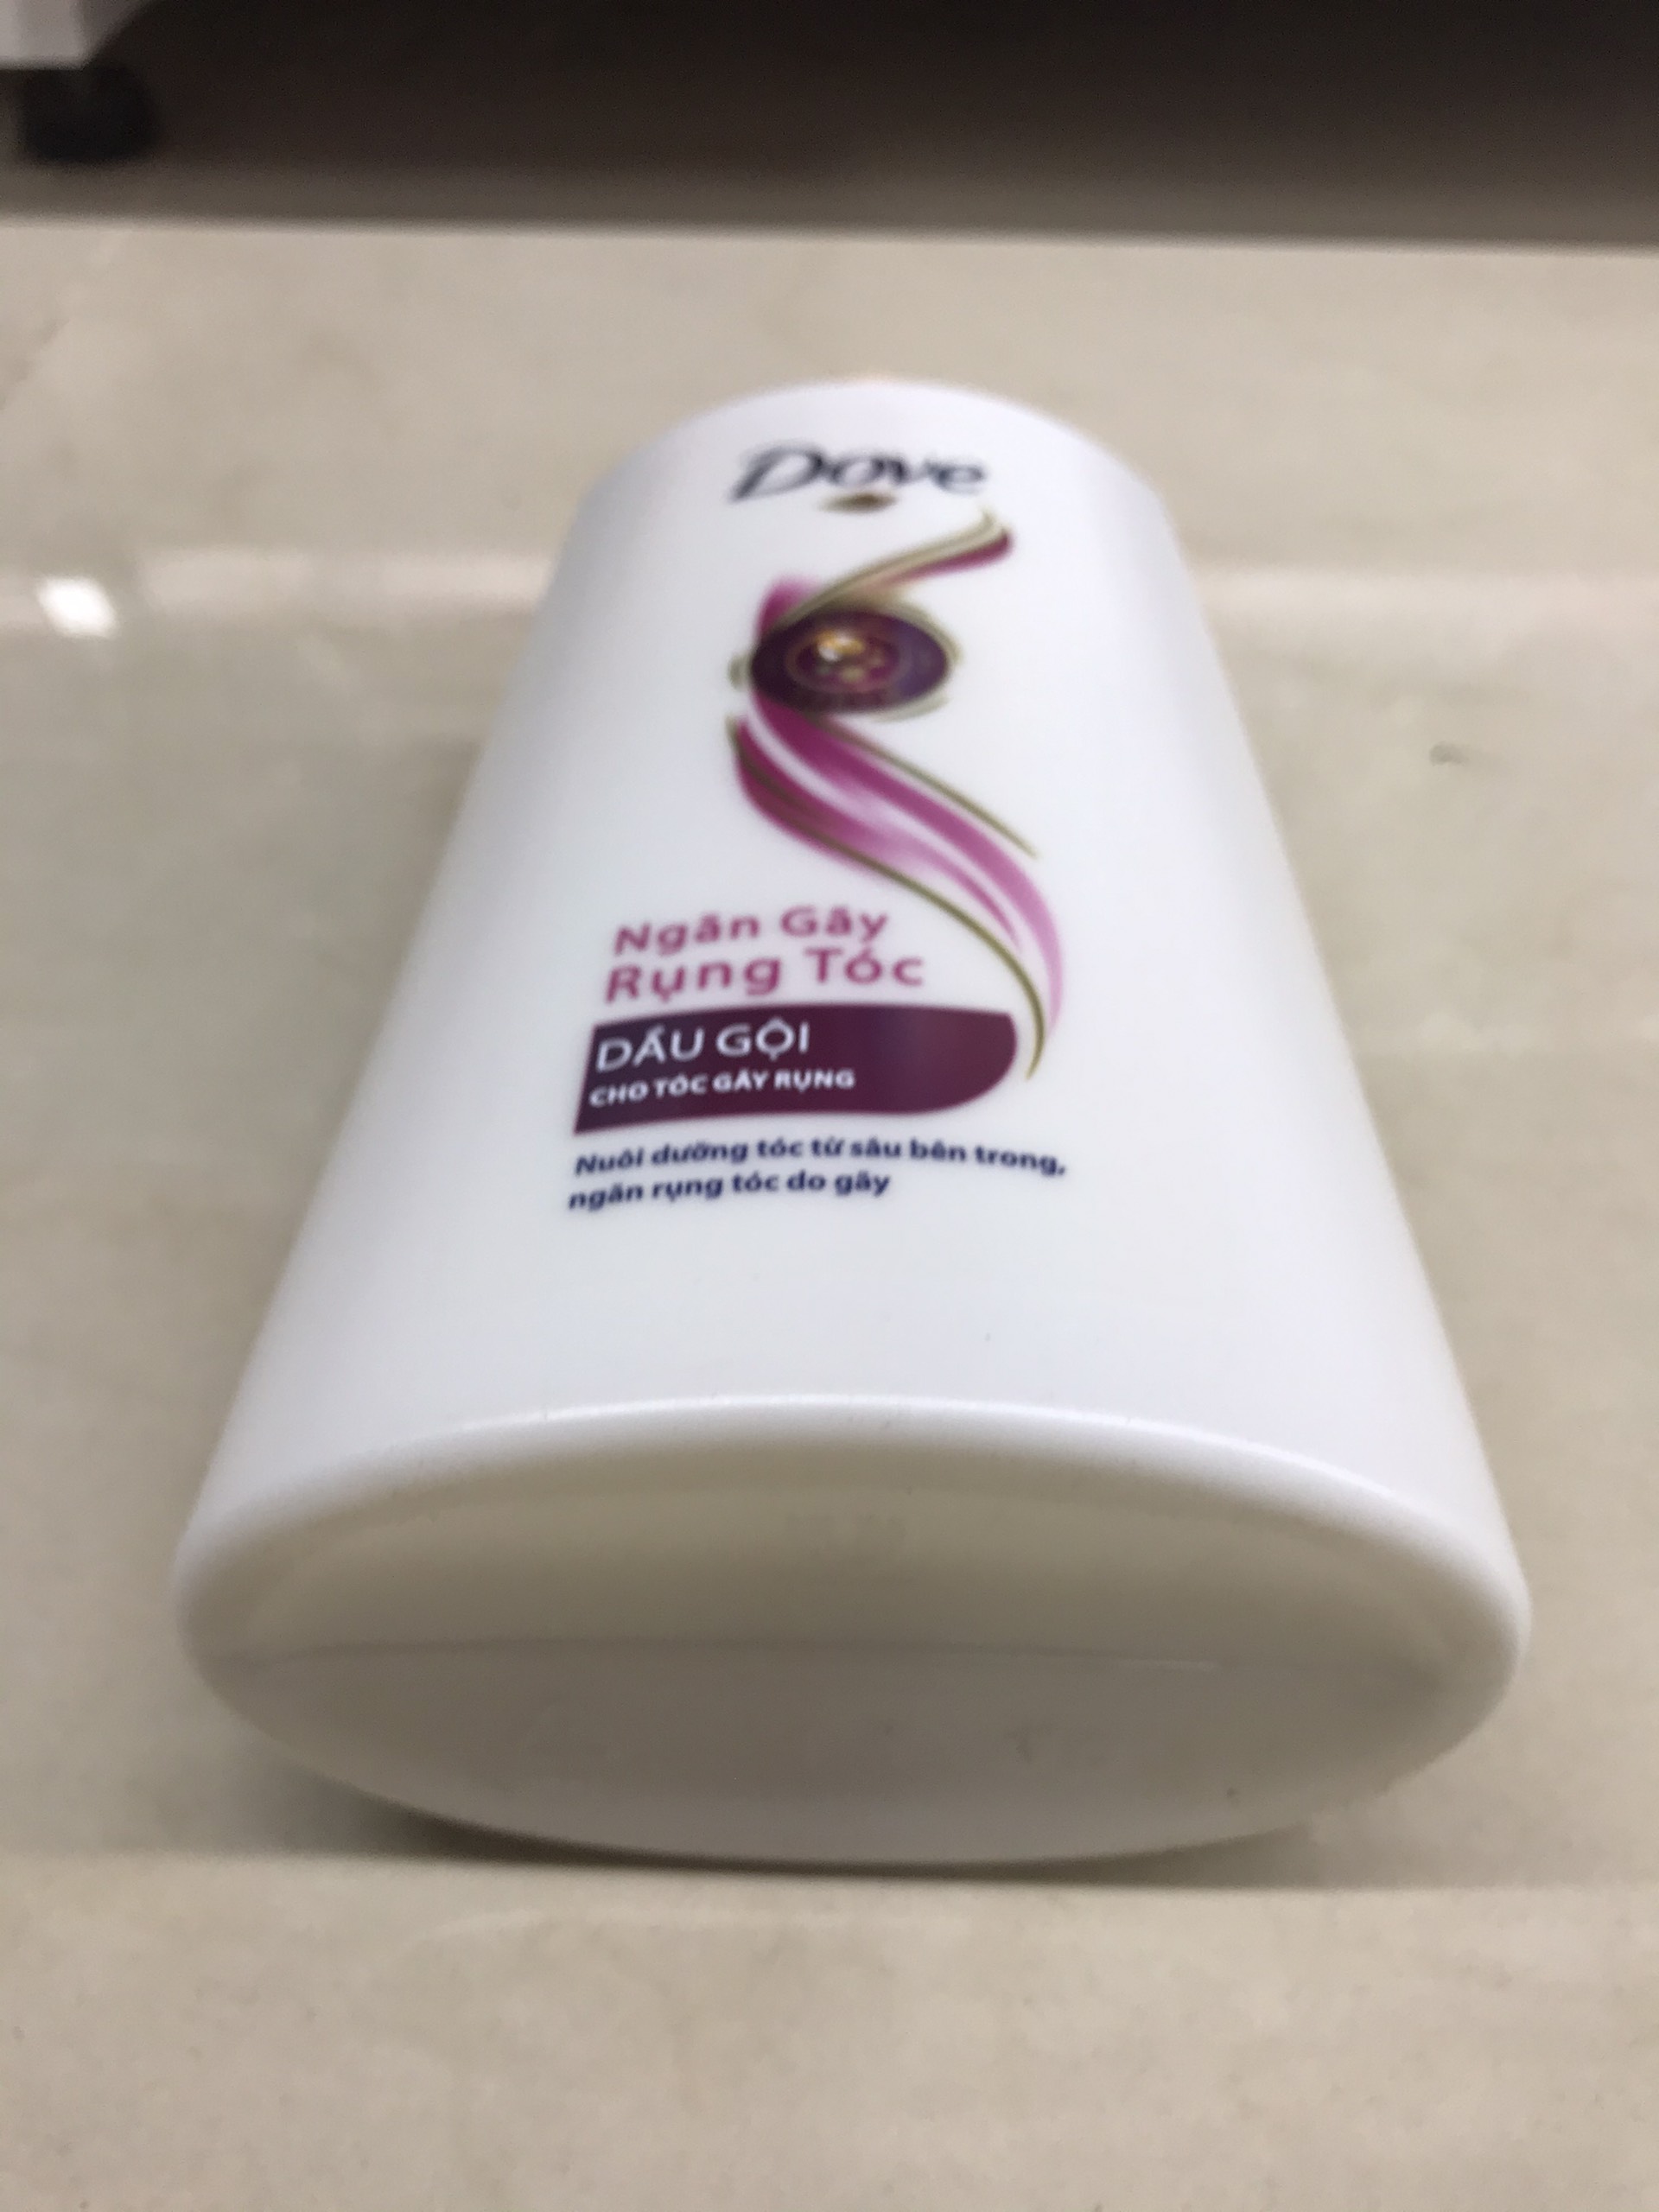 Dove
Ngăn Gãy
Rụng Tóc
DẦU GỘI
CHO TÓC GÃY RỤNG
Nuôi dưỡng tóc từ sâu bên trong,
ngăn rụng tóc do gãy